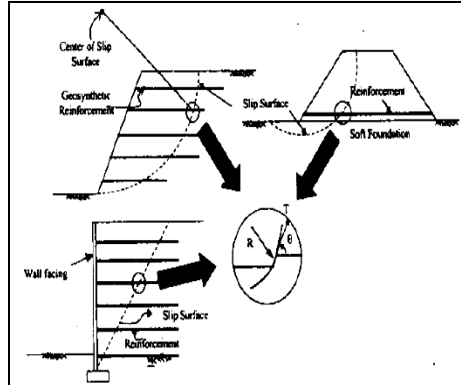 Center of Slip
Surface
Geosynthetic
Reinforcement
Slip Surface
Reinforcement
Soft Foundation
T
R
θ
Wall facing
Slip Surface
Reinforcement